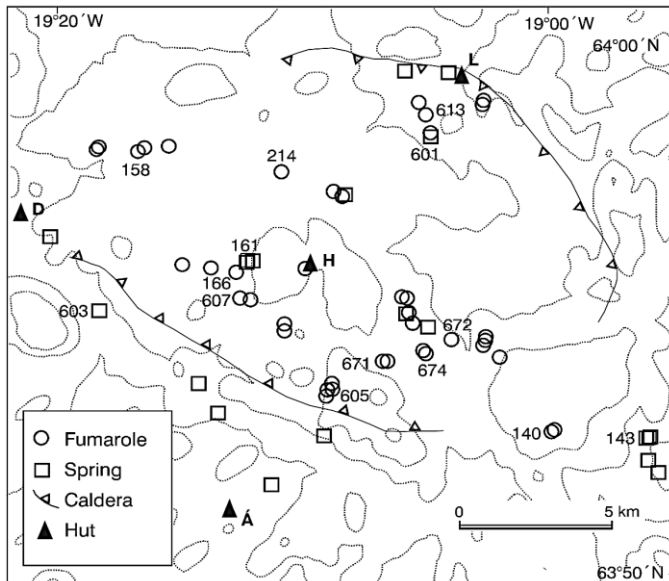 19°20´W
19°00´W
64°00´N
L
613
601
158
214
D
161
H
166
607
603
672
671
674
605
140
143
Fumarole
Spring
Caldera
Hut
Á
0
5 km
63°50´N